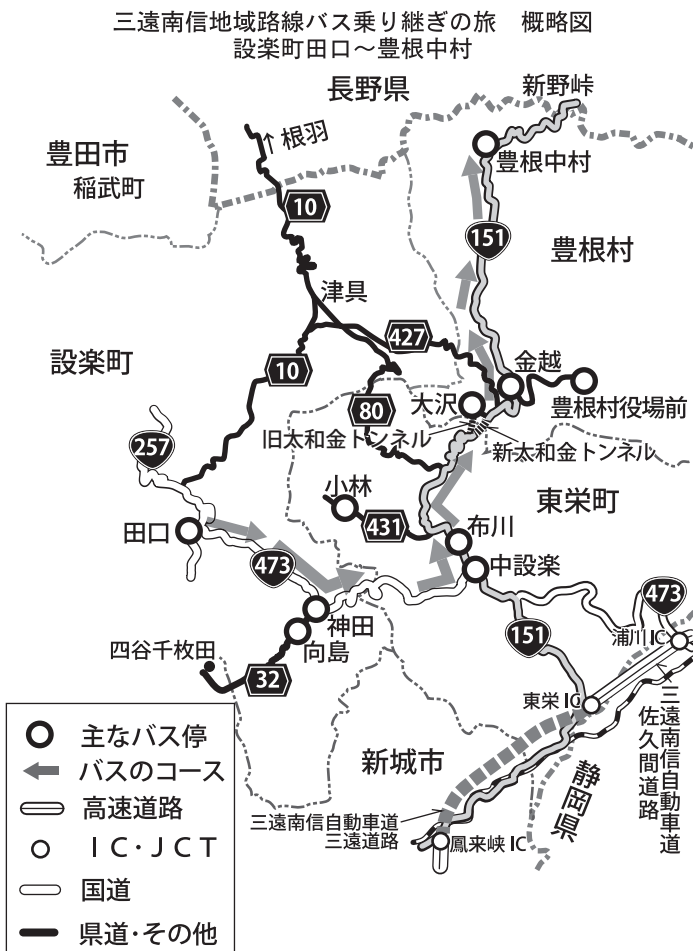 三遠南信地域路線バス乗り継ぎの旅　概略図
設楽町田口～豊根中村
長野県
新野峠
↑根羽
豊田市
稲武町
豊根中村
10
151
豊根村
津具
427
設楽町
10
金越
80
大沢
豊根村役場前
旧太和金トンネル
新太和金トンネル
257
小林
東栄町
431
布川
田口
中設楽
473
473
神田
向島
151
浦川IC
四谷千枚田
32
東栄IC
三遠南信自動車道
佐久間道路
新城市
静岡県
三遠南信自動車道
三遠道路
鳳来峡IC
主なバス停
バスのコース
高速道路
IC・JCT
国道
県道・その他